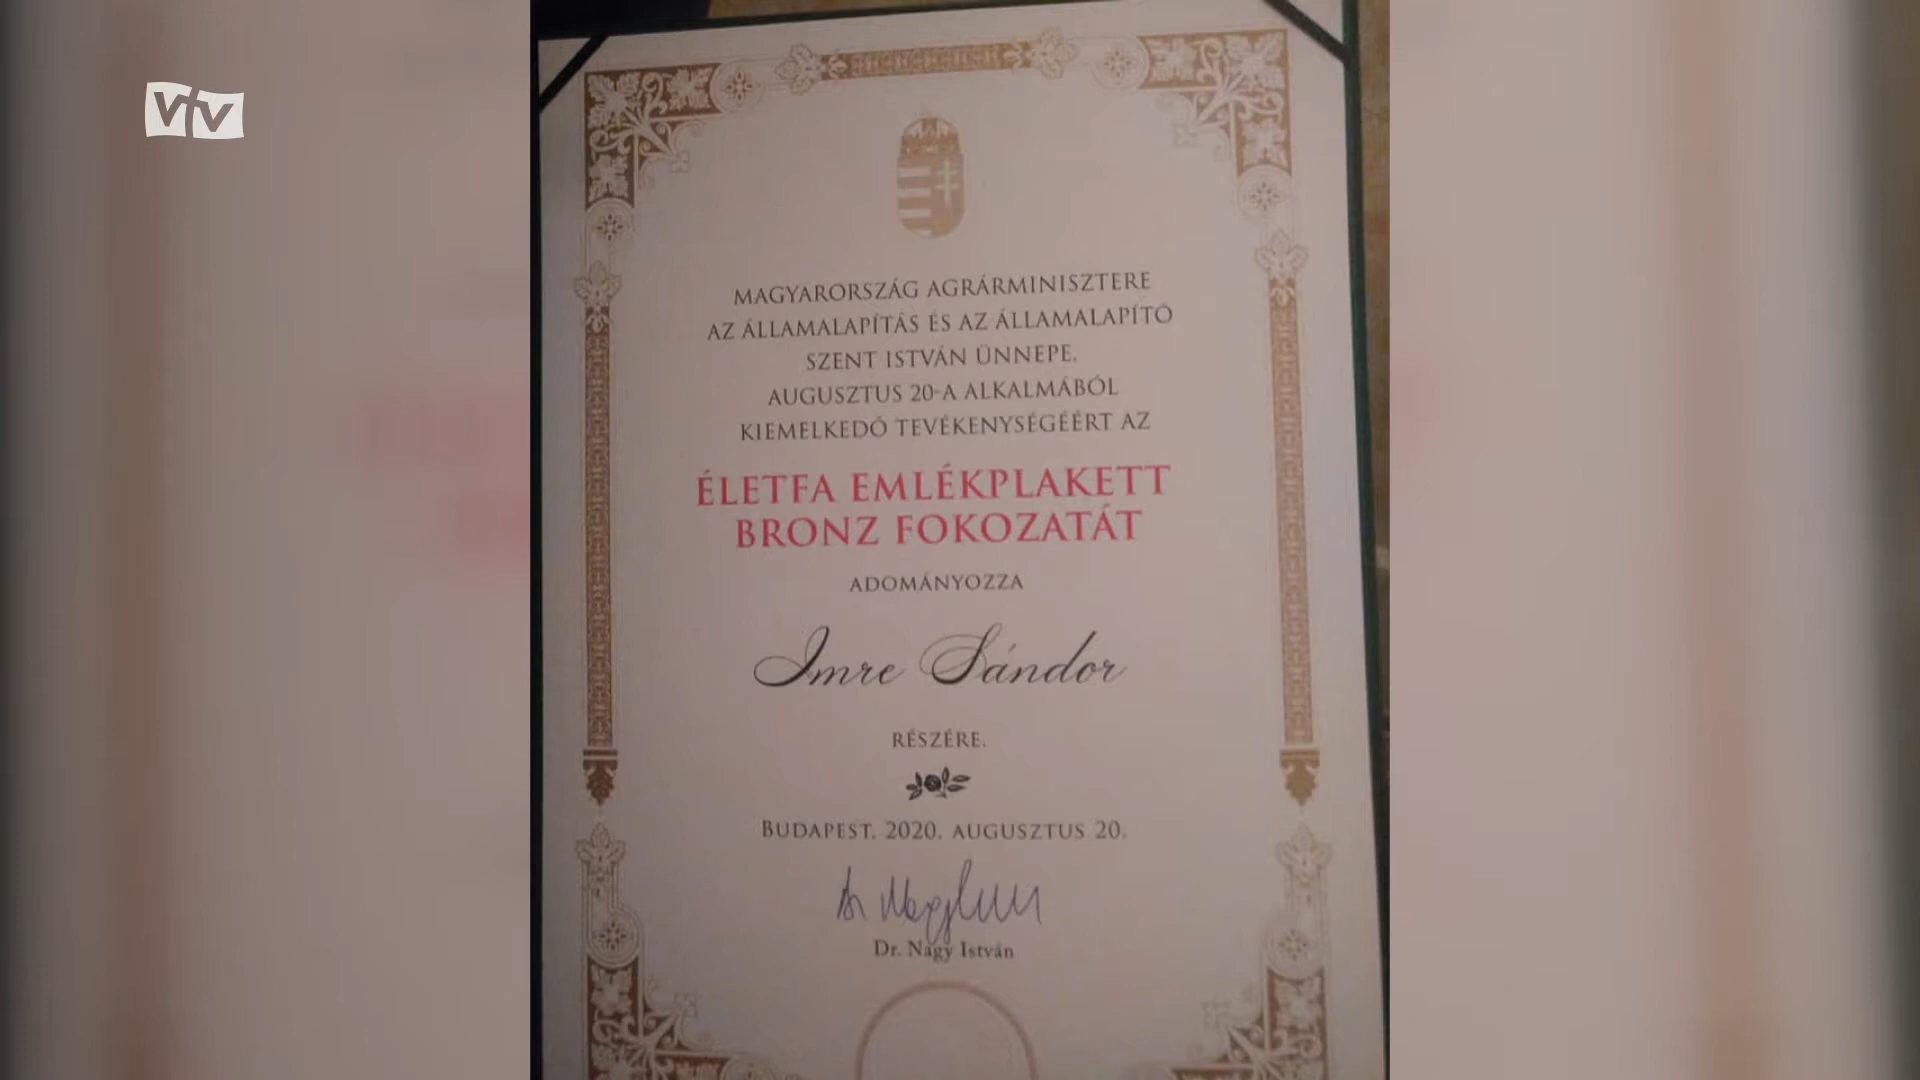 VTV
MAGYARORSZÁG AGRÁRMINISZTERE
AZ ÁLLAMALAPÍTÁS ÉS AZ ÁLLAMALAPÍTÓ
SZENT ISTVÁN ÜNNEPE,
AUGUSZTUS 20-A ALKALMÁBÓL
KIEMELKEDŐ TEVÉKENYSÉGÉÉRT AZ
ÉLETFA EMLÉKPLAKETT
BRONZ FOKOZATÁT
ADOMÁNYOZZA
Imre Sándor
RÉSZÉRE.
BUDAPEST, 2020. AUGUSZTUS 20.
Dr. Nagy István